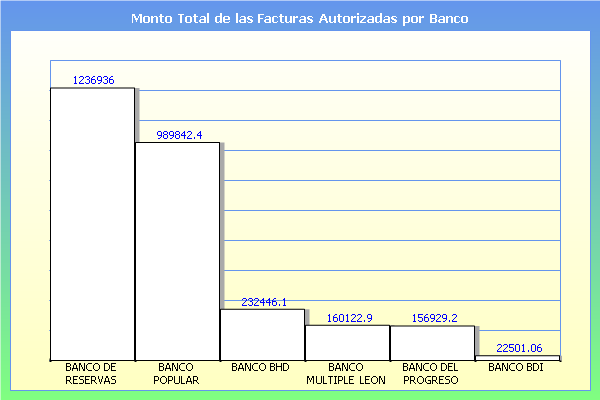 Monto Total de las Facturas Autorizadas por Banco
1236936
989842.4
232446.1
160122.9
156929.2
22501.06
BANCO DE
RESERVAS
BANCO
POPULAR
BANCO BHD
BANCO
MULTIPLE LEON
BANCO DEL
PROGRESO
BANCO BDI